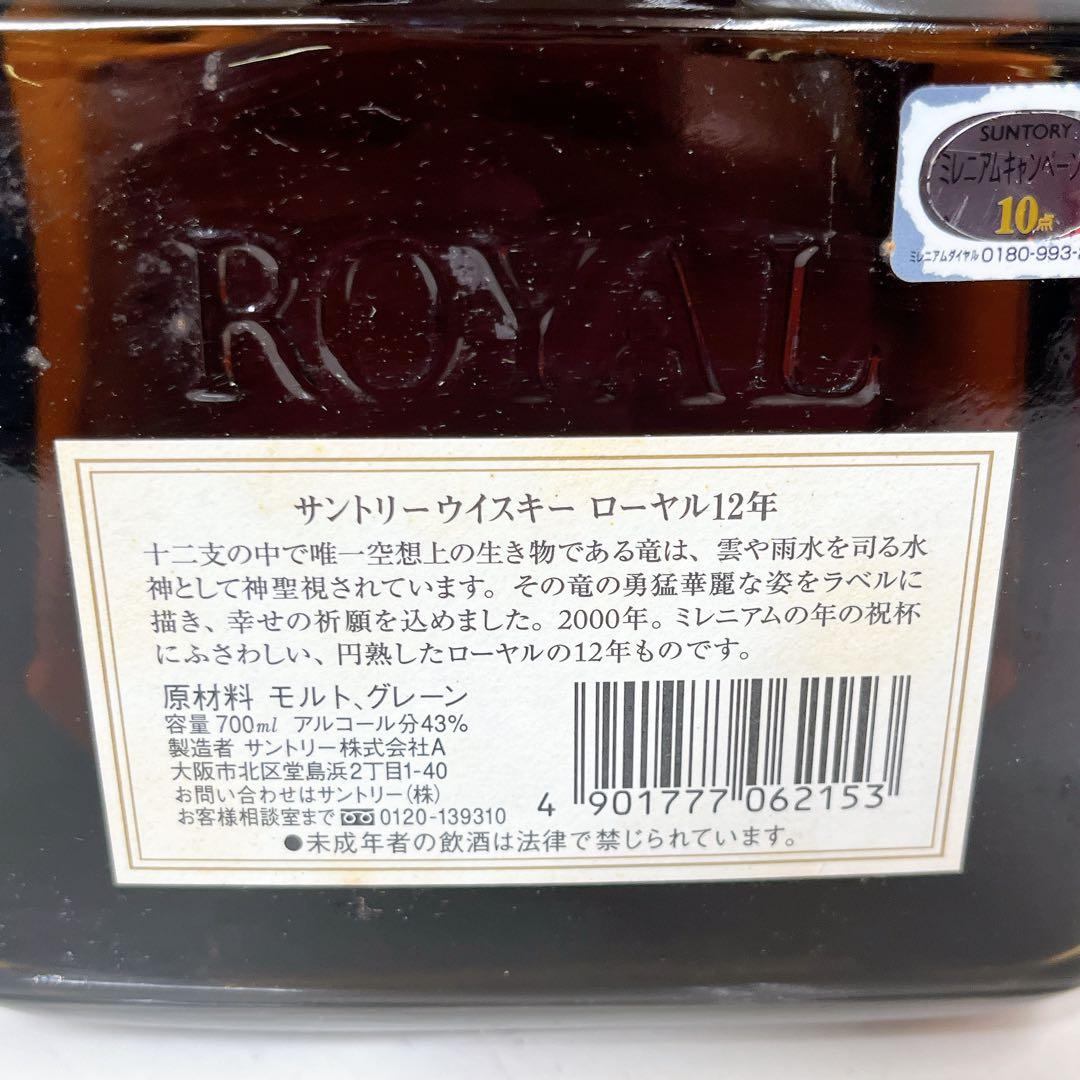 SUNTORY
ミレニアムキャンペーン
10点
ミレニアムダイヤル 0180-993-
ROYAL
サントリーウイスキー ローヤル12年
十二支の中で唯一空想上の生き物である竜は、雲や雨水を司る水
神として神聖視されています。その竜の勇猛華麗な姿をラベルに
描き、幸せの祈願を込めました。2000年。ミレニアムの年の祝杯
にふさわしい、円熟したローヤルの12年ものです。
原材料 モルト、グレーン
容量 700ml アルコール分43%
製造者 サントリー株式会社A
大阪市北区堂島浜2丁目1-40
お問い合わせはサントリー(株)
お客様相談室まで 0120-139310
4 901777 062153
●未成年者の飲酒は法律で禁じられています。